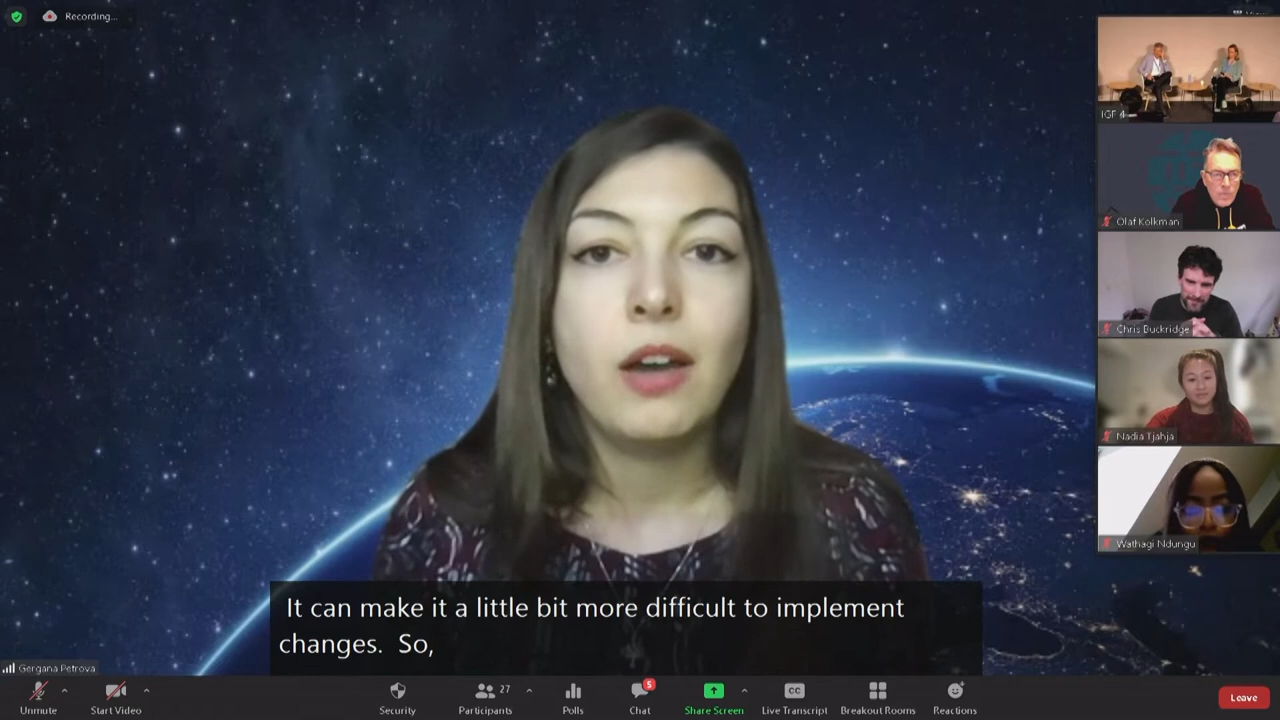 Recording...
View
IGF 4
Olaf Kolkman
Chris Buckridge
Nadia Tjahja
Wathagi Ndungu
It can make it a little bit more difficult to implement
changes. So,
Gergana Petrova
Unmute
Start Video
Security
27
Participants
Polls
5
Chat
Share Screen
CC
Live Transcript
Breakout Rooms
Reactions
Leave